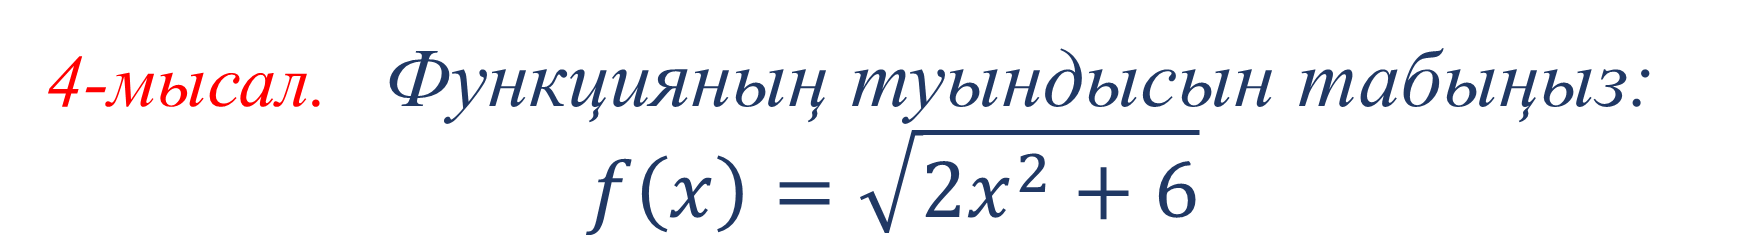 4-мысал. Функцияның туындысын табыңыз:
f(x) = √2x² + 6